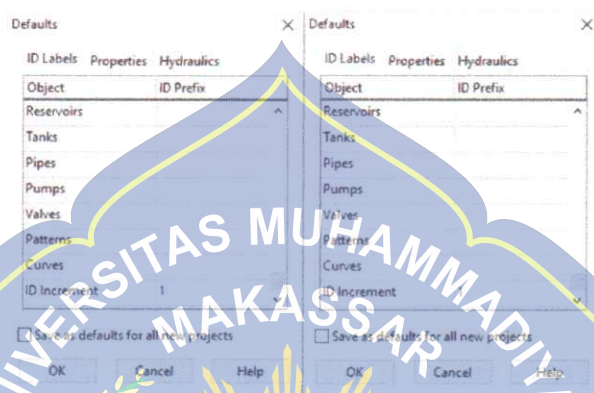 Defaults
ID Labels Properties Hydraulics
Object ID Prefix
Reservoirs
Tanks
Pipes
Pumps
Valves
Patterns
Curves
ID Increment 1
Save as defaults for all new projects
OK Cancel Help
Defaults
ID Labels Properties Hydraulics
Object ID Prefix
Reservoirs
Tanks
Pipes
Pumps
Valves
Patterns
Curves
ID Increment
Save as defaults for all new projects
OK Cancel Help
UNIVERSITAS MUHAMMADIY
MAKASSAR